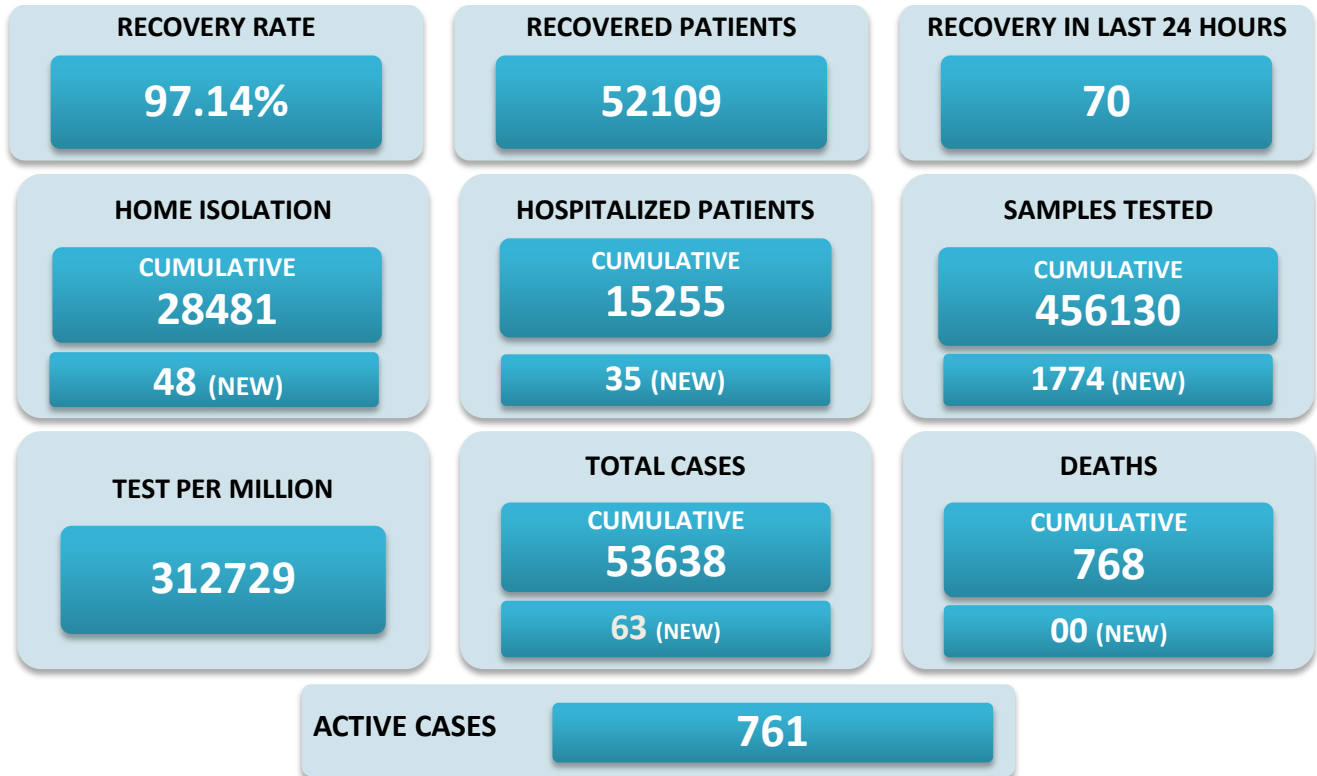 RECOVERY RATE
97.14%
RECOVERED PATIENTS
52109
RECOVERY IN LAST 24 HOURS
70
HOME ISOLATION
CUMULATIVE
28481
48 (NEW)
HOSPITALIZED PATIENTS
CUMULATIVE
15255
35 (NEW)
SAMPLES TESTED
CUMULATIVE
456130
1774 (NEW)
TEST PER MILLION
312729
TOTAL CASES
CUMULATIVE
53638
63 (NEW)
DEATHS
CUMULATIVE
768
00 (NEW)
ACTIVE CASES
761